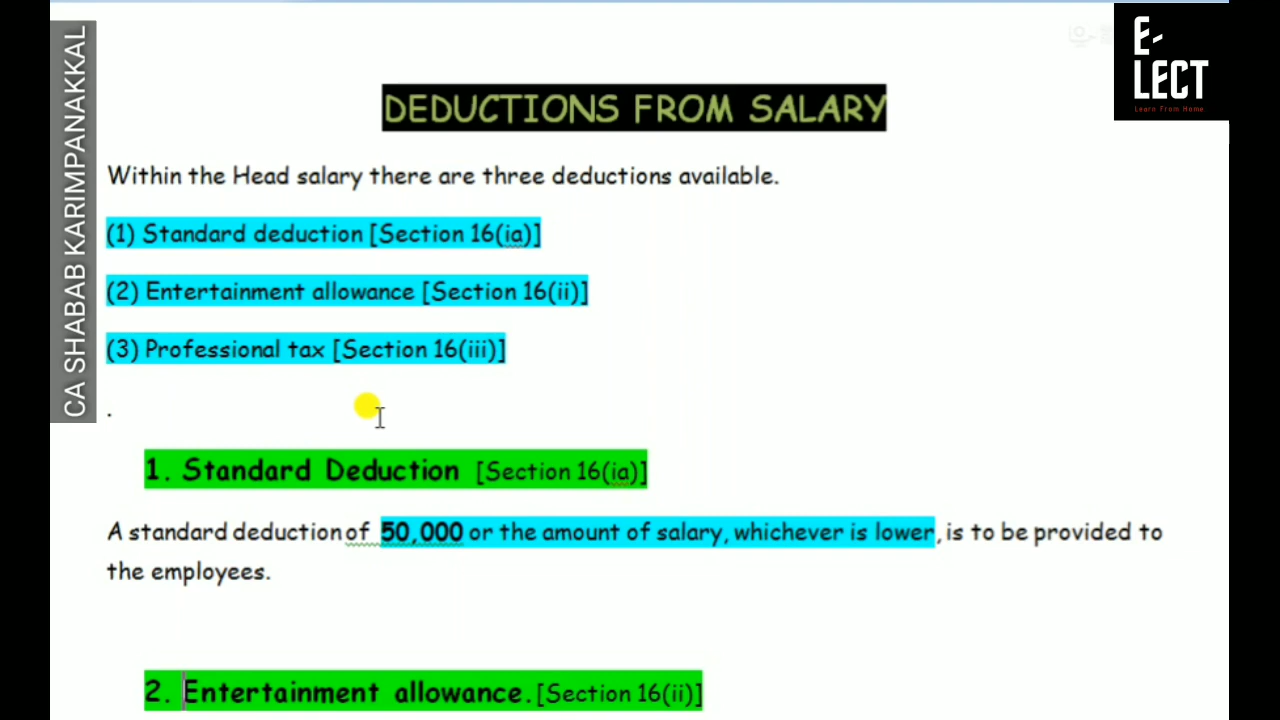 CA SHABAB KARIMPANAKKAL
E-
LECT
Learn From Home
DEDUCTIONS FROM SALARY
Within the Head salary there are three deductions available.
(1) Standard deduction [Section 16(ia)]
(2) Entertainment allowance [Section 16(ii)]
(3) Professional tax [Section 16(iii)]
.
1. Standard Deduction [Section 16(ia)]
A standard deduction of 50,000 or the amount of salary, whichever is lower, is to be provided to
the employees.
2. Entertainment allowance. [Section 16(ii)]